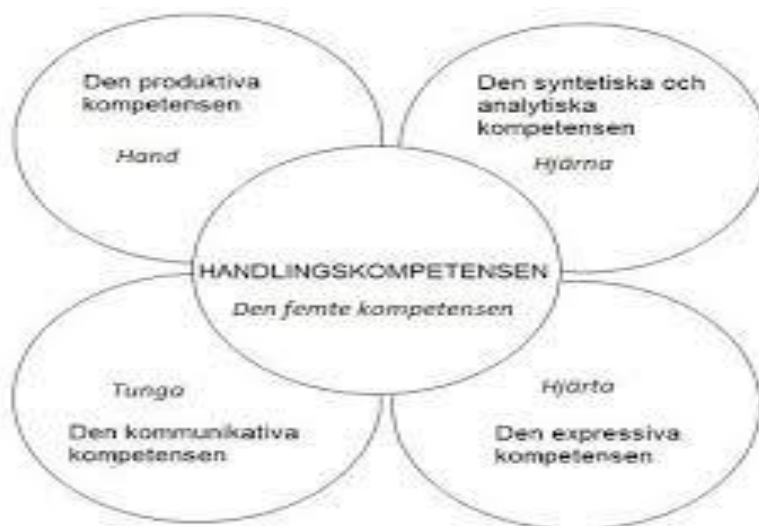 Den produktiva
kompetensen
Hand
Den syntetiska och
analytiska
kompetensen
Hjärna
HANDLINGSKOMPETENSEN
Den femte kompetensen
Tunga
Den kommunikativa
kompetensen
Hjärta
Den expressiva
kompetensen